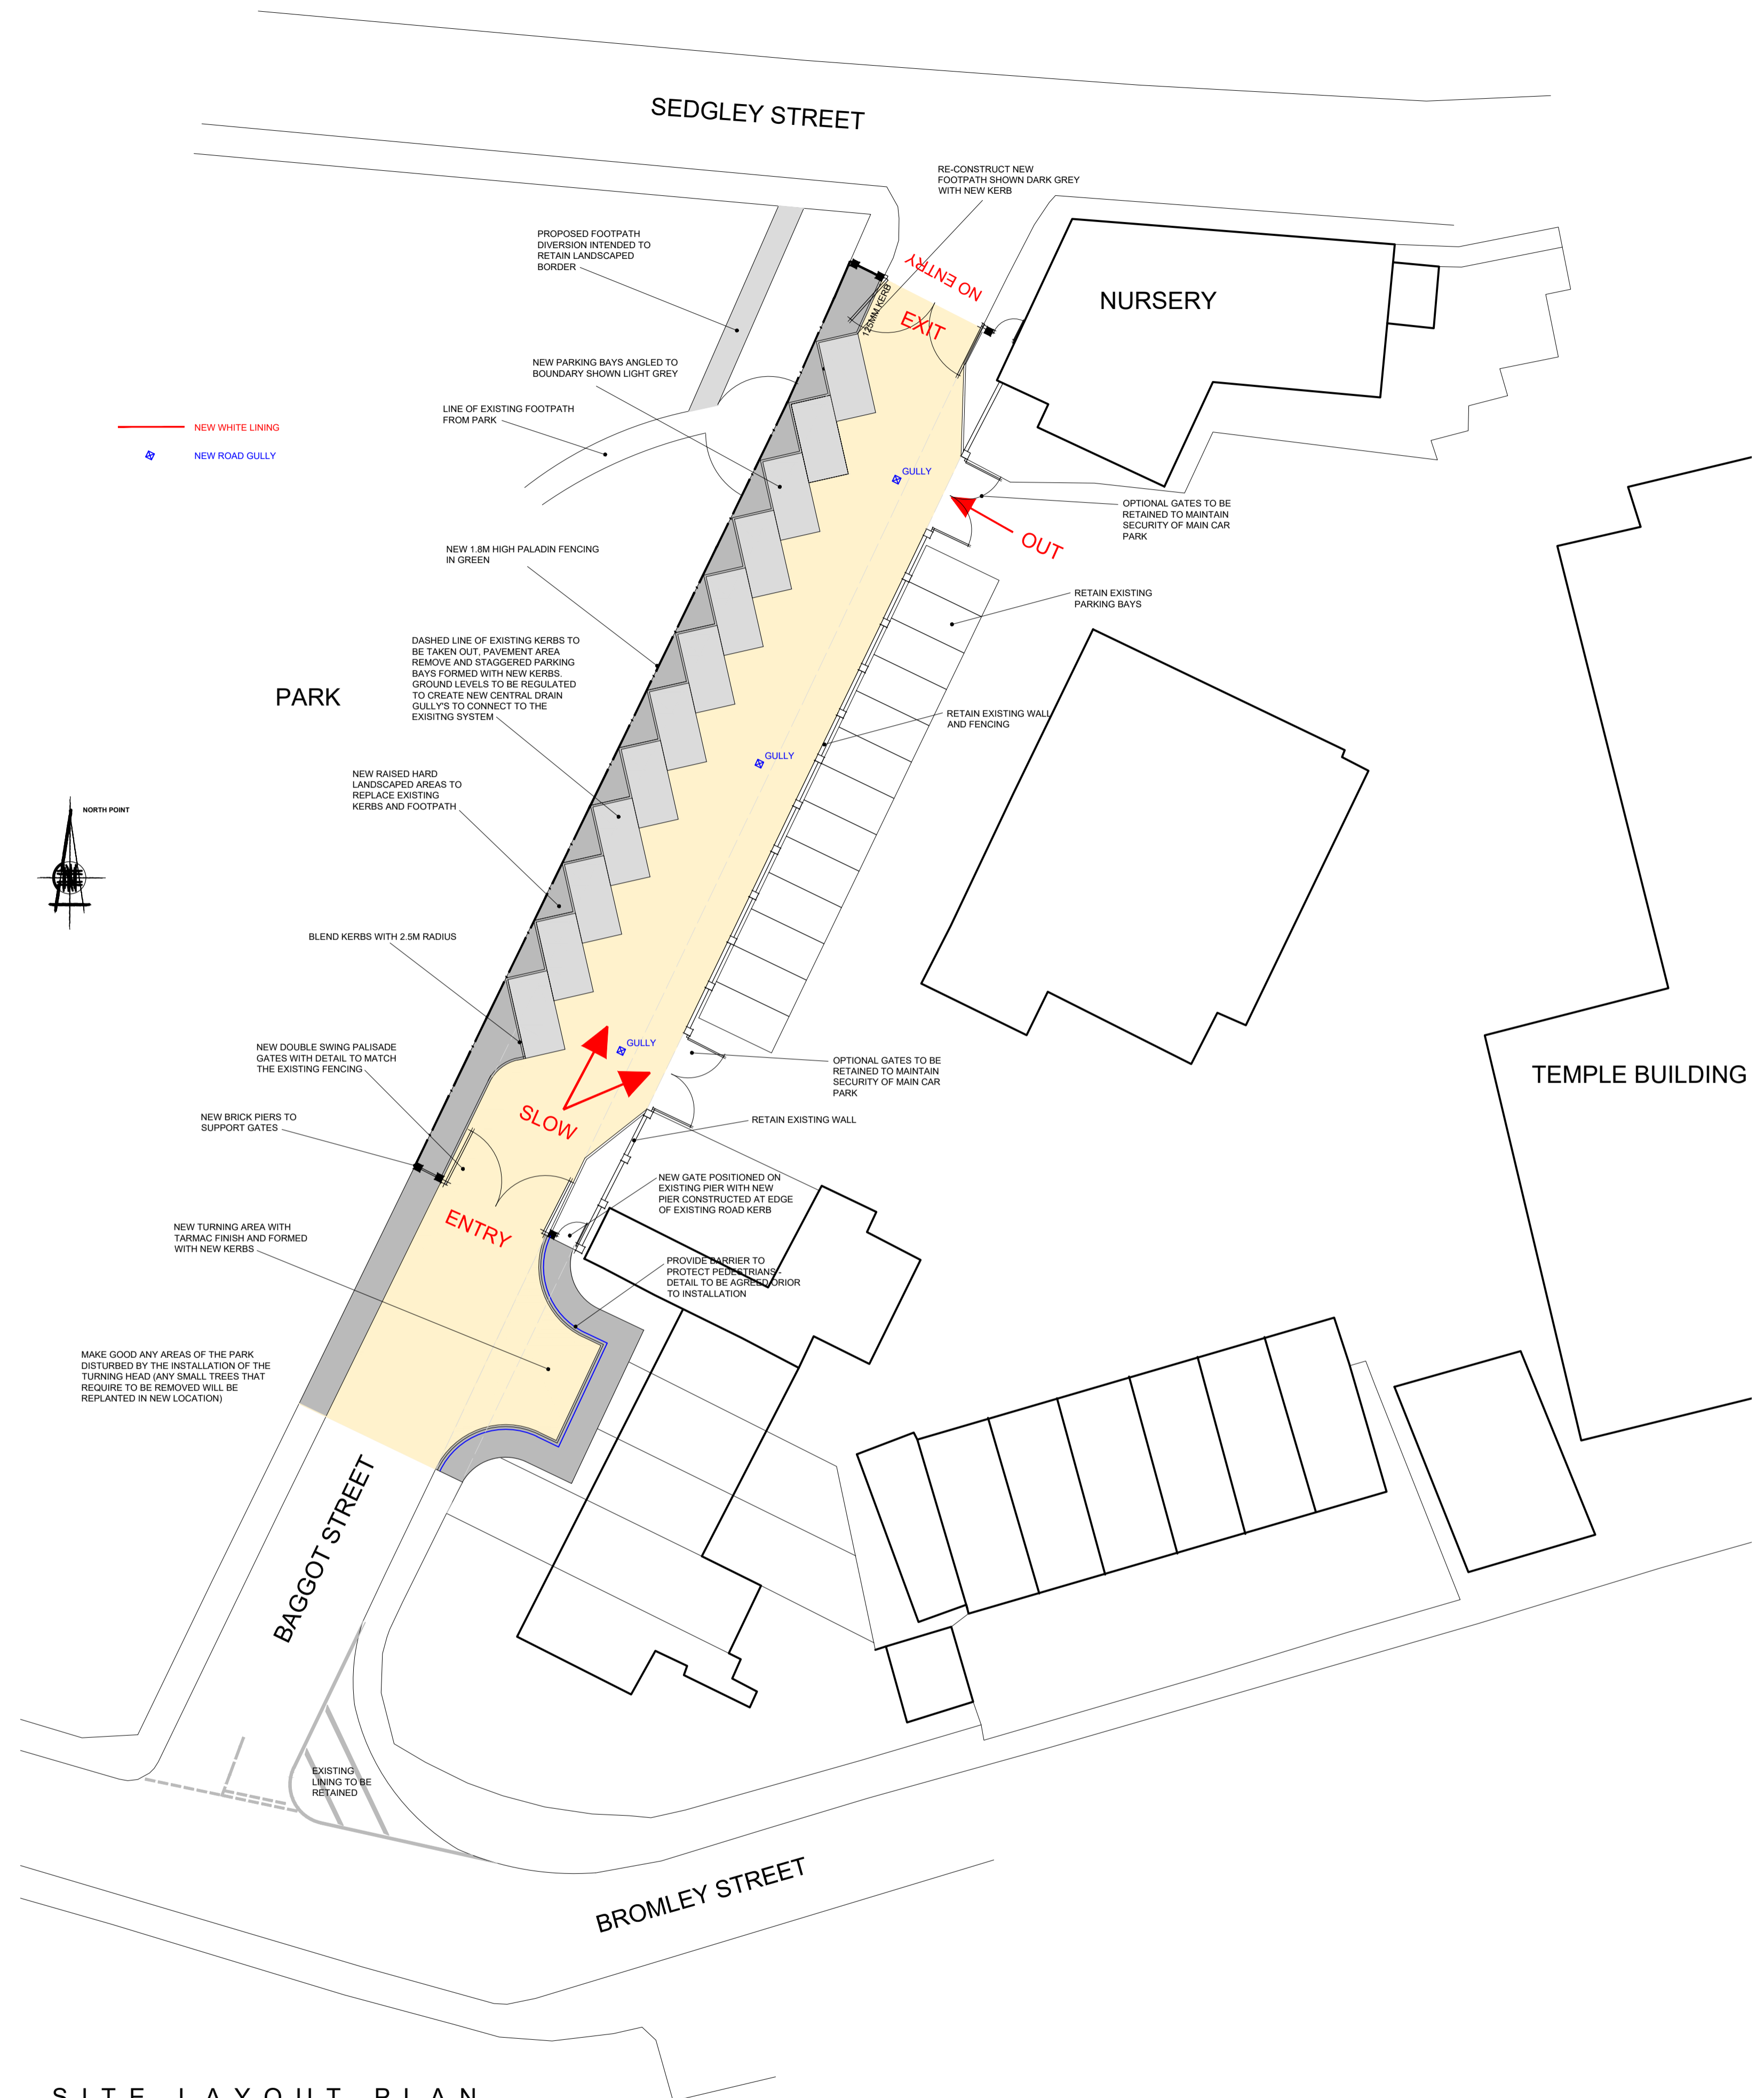 SEDGLEY STREET
RE-CONSTRUCT NEW
FOOTPATH SHOWN DARK GREY
WITH NEW KERB
PROPOSED FOOTPATH
DIVERSION INTENDED TO
RETAIN LANDSCAPED
BORDER
NO ENTRY
125MM KERB
EXIT
NURSERY
NEW PARKING BAYS ANGLED TO
BOUNDARY SHOWN LIGHT GREY
LINE OF EXISTING FOOTPATH
FROM PARK
NEW WHITE LINING
NEW ROAD GULLY
GULLY
OPTIONAL GATES TO BE
RETAINED TO MAINTAIN
SECURITY OF MAIN CAR
PARK
OUT
NEW 1.8M HIGH PALADIN FENCING
IN GREEN
RETAIN EXISTING
PARKING BAYS
DASHED LINE OF EXISTING KERBS TO
BE TAKEN OUT, PAVEMENT AREA
REMOVE AND STAGGERED PARKING
BAYS FORMED WITH NEW KERBS.
GROUND LEVELS TO BE REGULATED
TO CREATE NEW CENTRAL DRAIN
GULLY'S TO CONNECT TO THE
EXISITNG SYSTEM
PARK
RETAIN EXISTING WALL
AND FENCING
GULLY
NEW RAISED HARD
LANDSCAPED AREAS TO
REPLACE EXISTING
KERBS AND FOOTPATH
NORTH POINT
BLEND KERBS WITH 2.5M RADIUS
NEW DOUBLE SWING PALISADE
GATES WITH DETAIL TO MATCH
THE EXISTING FENCING
GULLY
OPTIONAL GATES TO BE
RETAINED TO MAINTAIN
SECURITY OF MAIN CAR
PARK
TEMPLE BUILDING
SLOW
NEW BRICK PIERS TO
SUPPORT GATES
RETAIN EXISTING WALL
NEW GATE POSITIONED ON
EXISTING PIER WITH NEW
PIER CONSTRUCTED AT EDGE
OF EXISTING ROAD KERB
ENTRY
NEW TURNING AREA WITH
TARMAC FINISH AND FORMED
WITH NEW KERBS
PROVIDE BARRIER TO
PROTECT PEDESTRIANS -
DETAIL TO BE AGREED ORIOR
TO INSTALLATION
MAKE GOOD ANY AREAS OF THE PARK
DISTURBED BY THE INSTALLATION OF THE
TURNING HEAD (ANY SMALL TREES THAT
REQUIRE TO BE REMOVED WILL BE
REPLANTED IN NEW LOCATION)
BAGGOT STREET
EXISTING
LINING TO BE
RETAINED
BROMLEY STREET
SITE LAYOUT PLAN